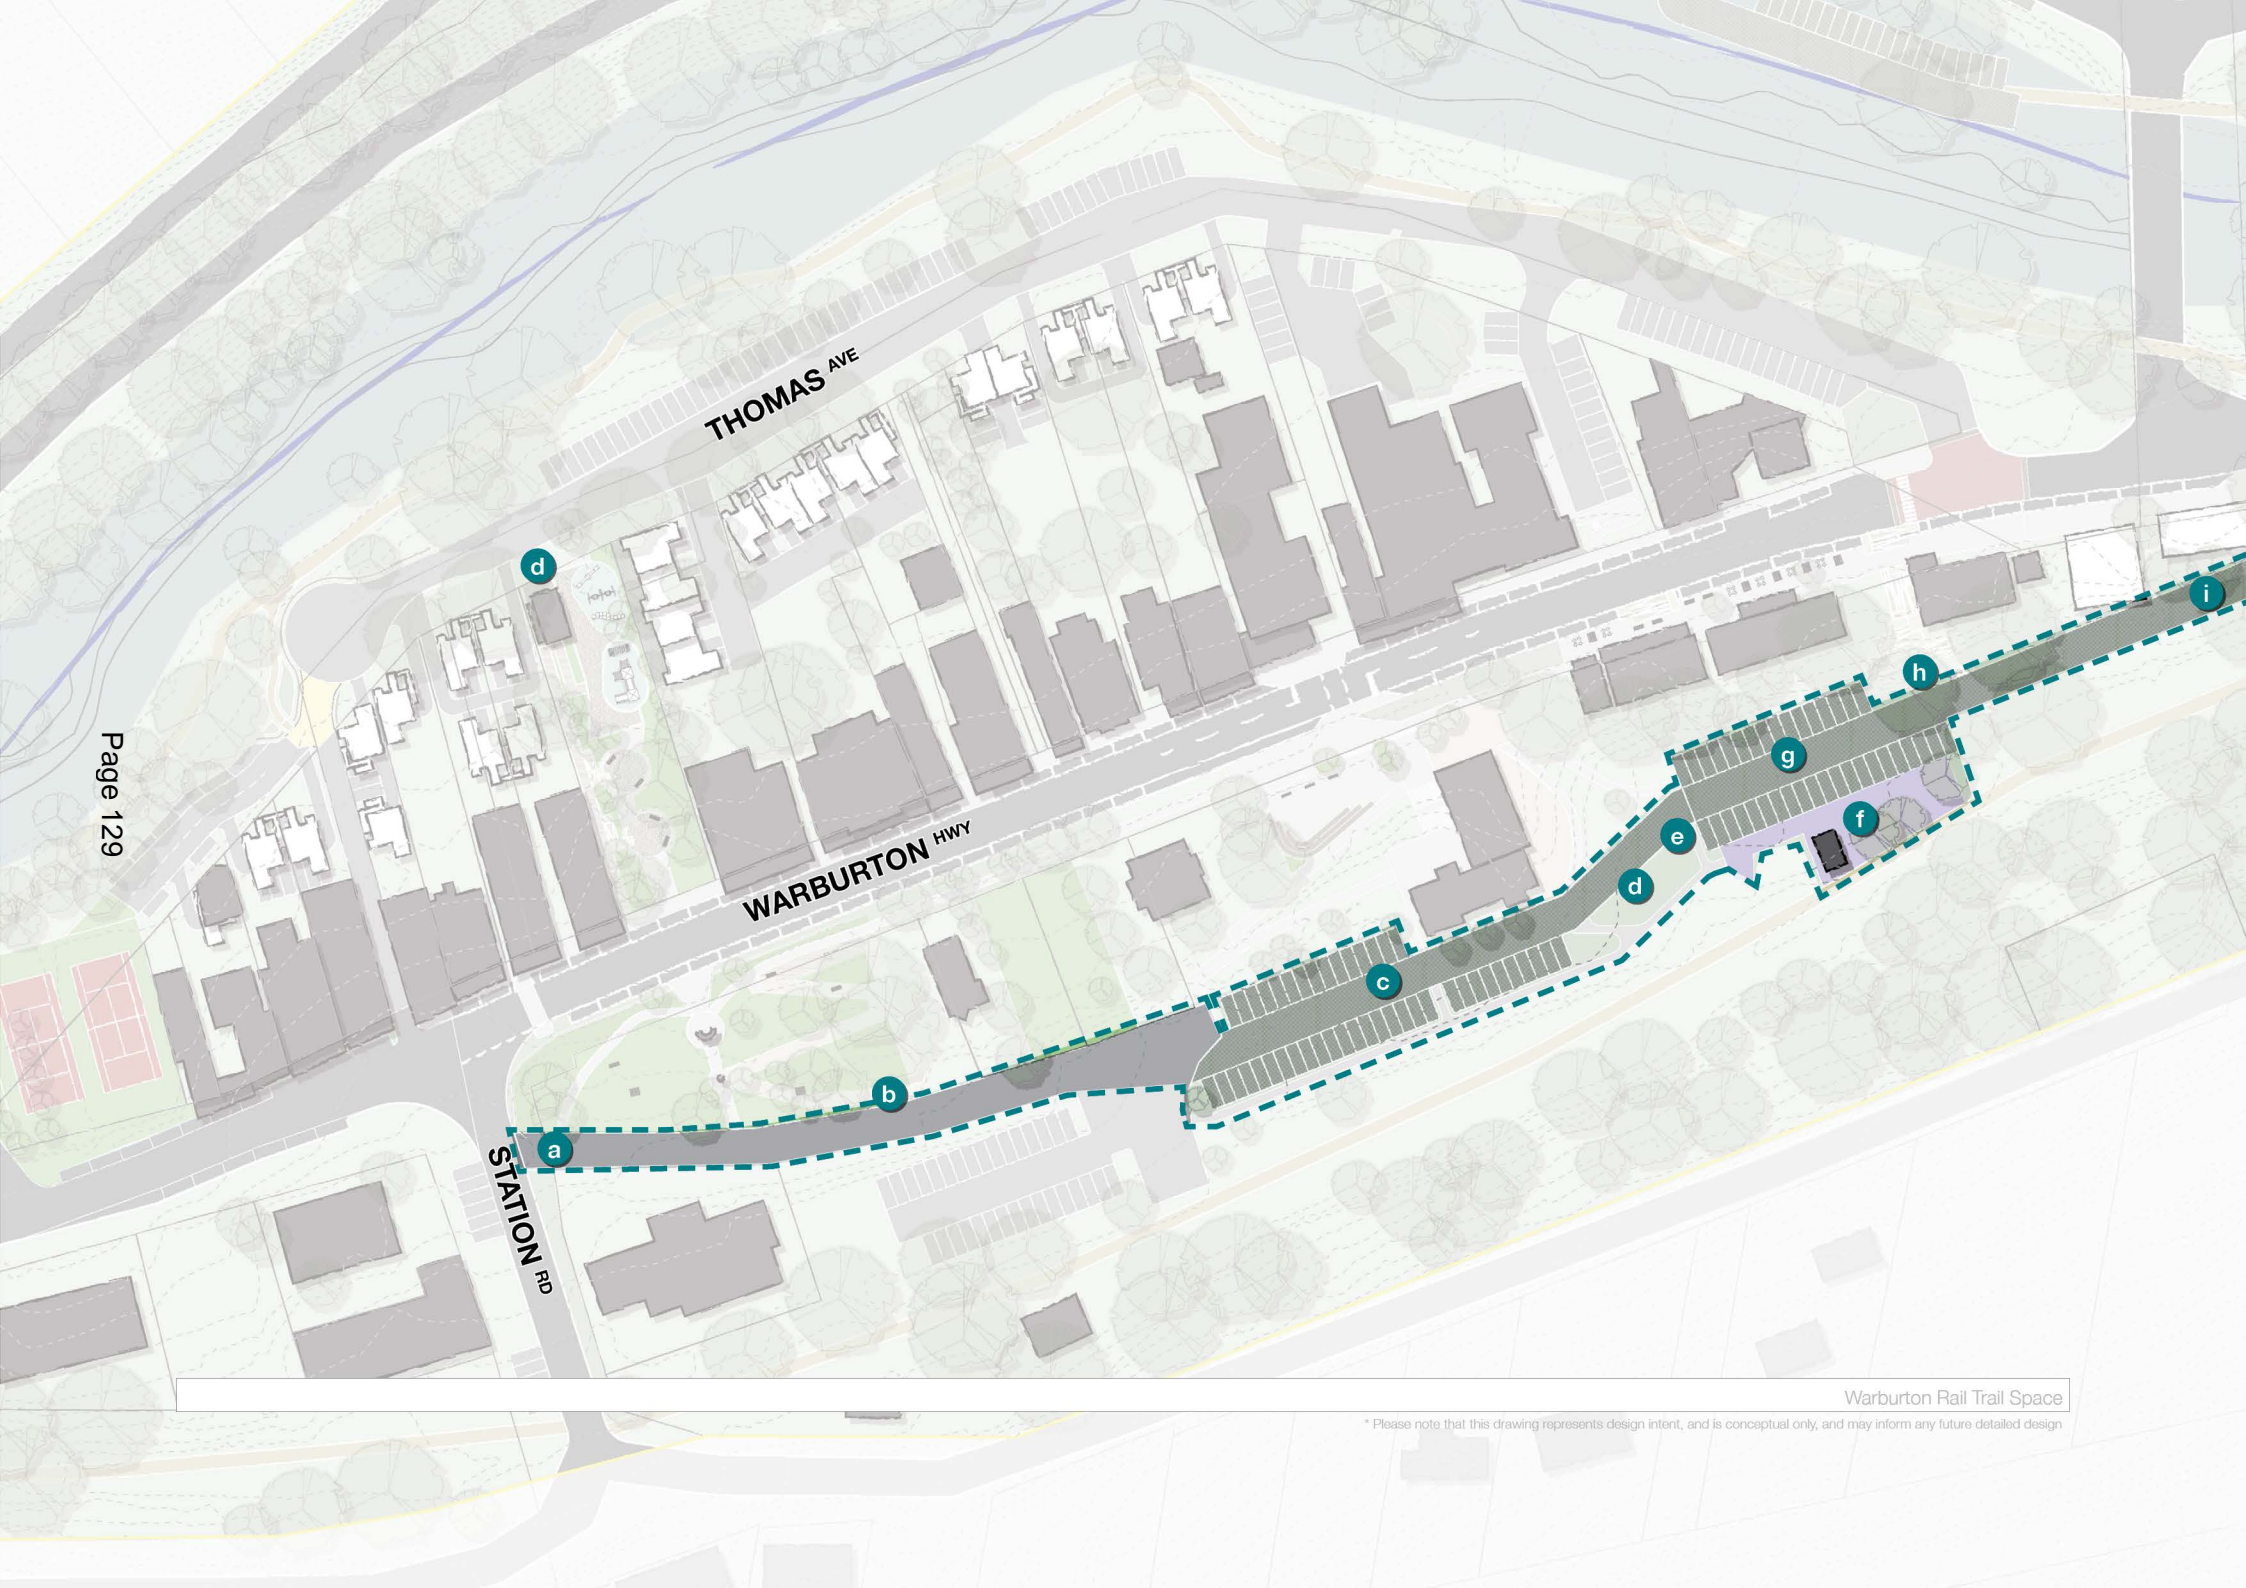 THOMAS AVE
d
i
h
g
Page 129
f
WARBURTON HWY
e
d
c
b
a
STATION RD
Warburton Rail Trail Space
* Please note that this drawing represents design intent, and is conceptual only, and may inform any future detailed design